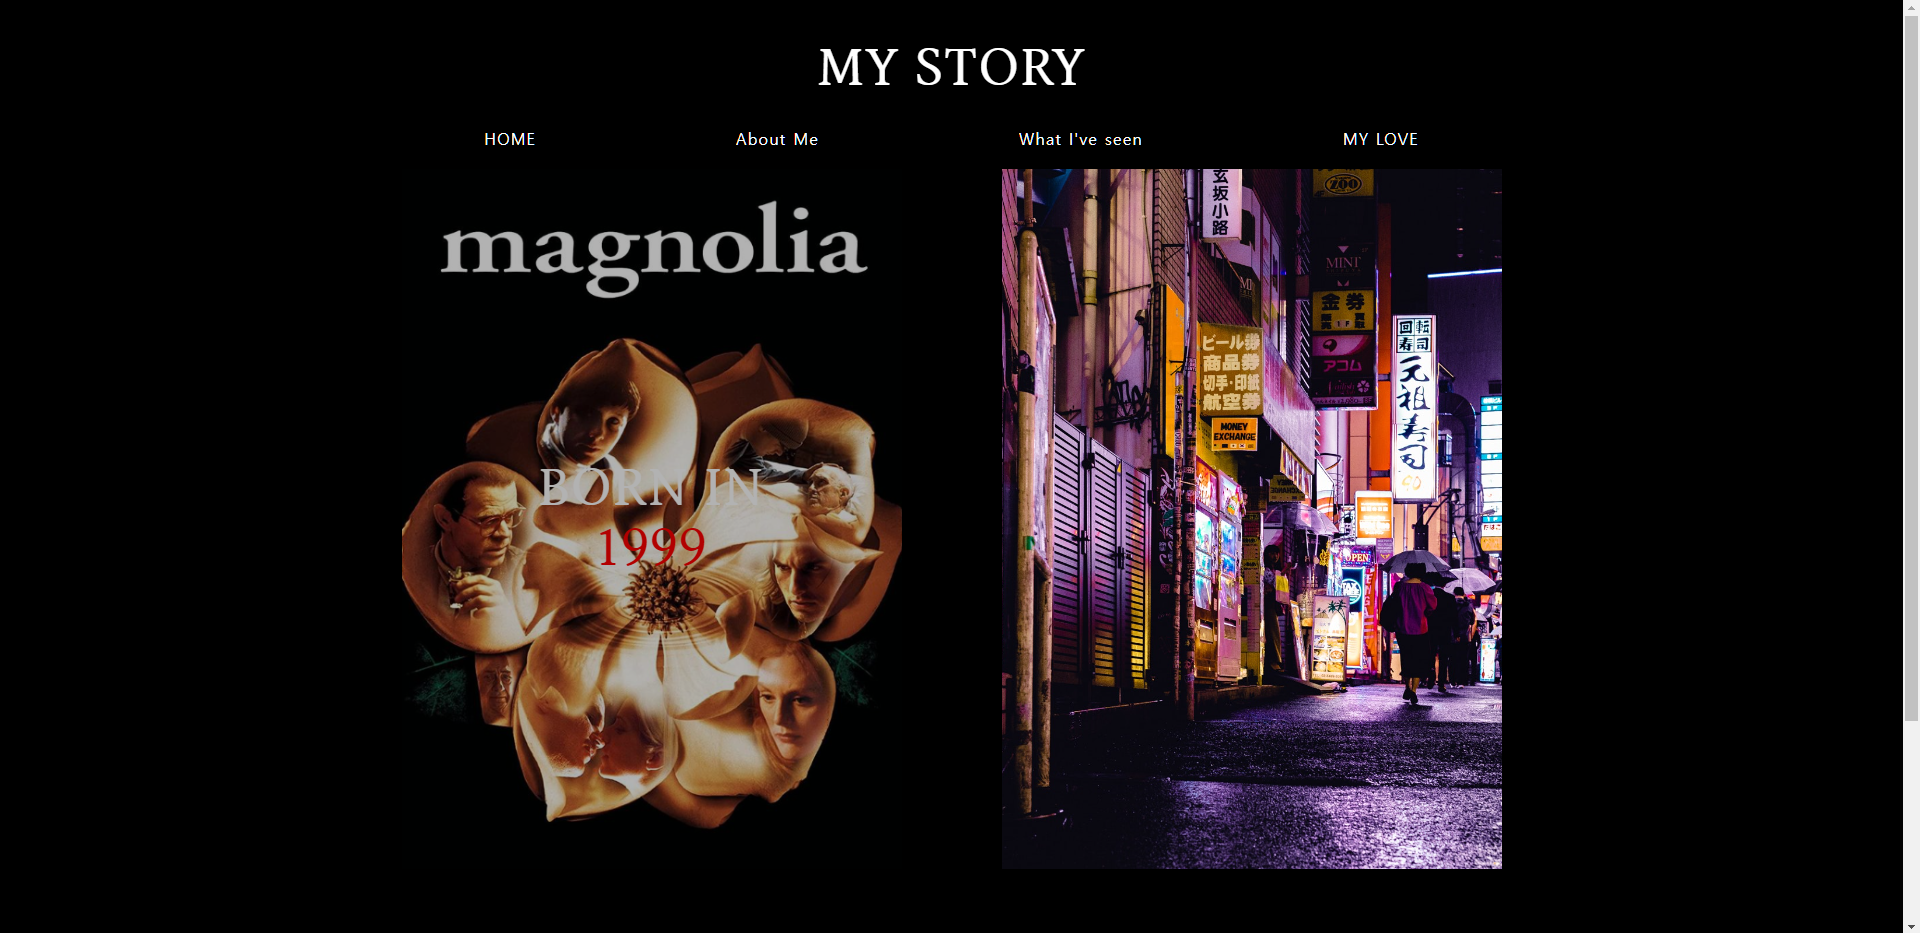 MY STORY
HOME
About Me
What I've seen
MY LOVE
magnolia
BORN IN
1999
玄坂小路
ZOO
MINT
金券
アコム
ビール券
商品券
切手・印紙
航空券
MONEY
EXCHANGE
回転
寿司
元祖寿司
OPEN